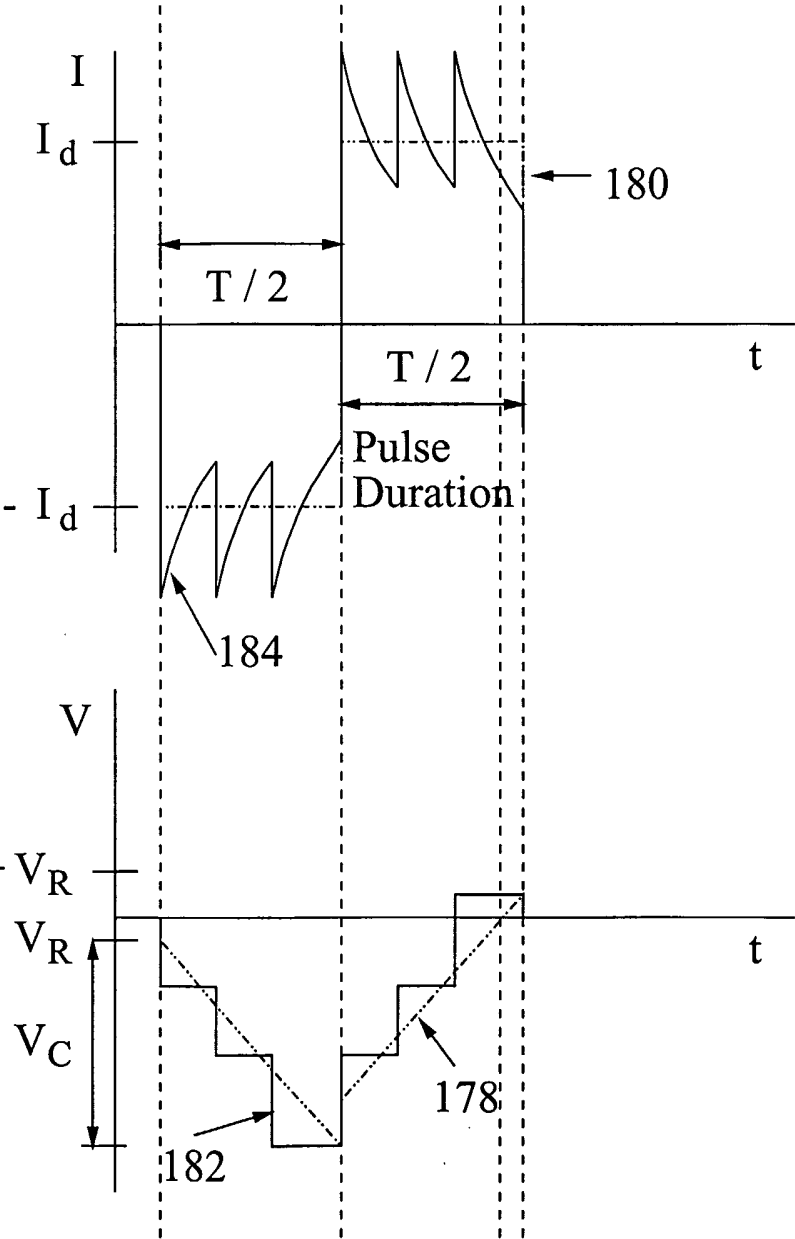 I
I d
180
T / 2
t
T / 2
Pulse
Duration
- I d
184
V
- V R
V R
t
V C
178
182